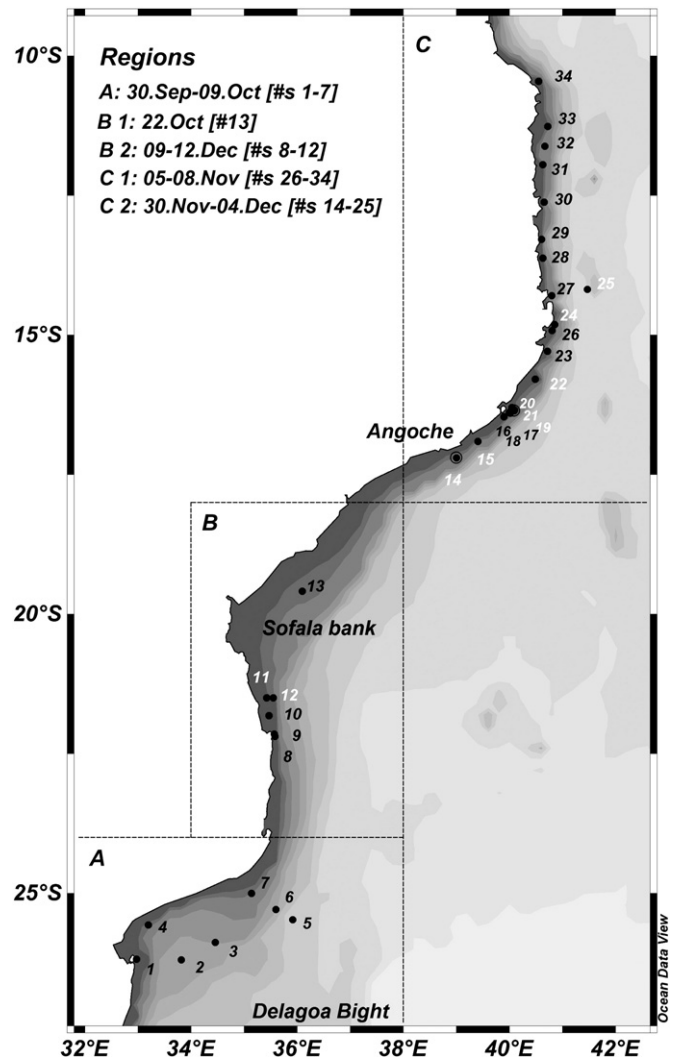 10°S
15°S
20°S
25°S
Regions
A: 30.Sep-09.Oct [#s 1-7]
B 1: 22.Oct [#13]
B 2: 09-12.Dec [#s 8-12]
C 1: 05-08.Nov [#s 26-34]
C 2: 30.Nov-04.Dec [#s 14-25]
C
34
33
32
31
30
29
28
27
25
24
26
23
22
20
21
19
16
17
18
Angoche
15
14
B
13
Sofala bank
11
12
10
9
8
A
7
6
5
4
3
2
1
Delagoa Bight
Ocean Data View
32°E
34°E
36°E
38°E
40°E
42°E